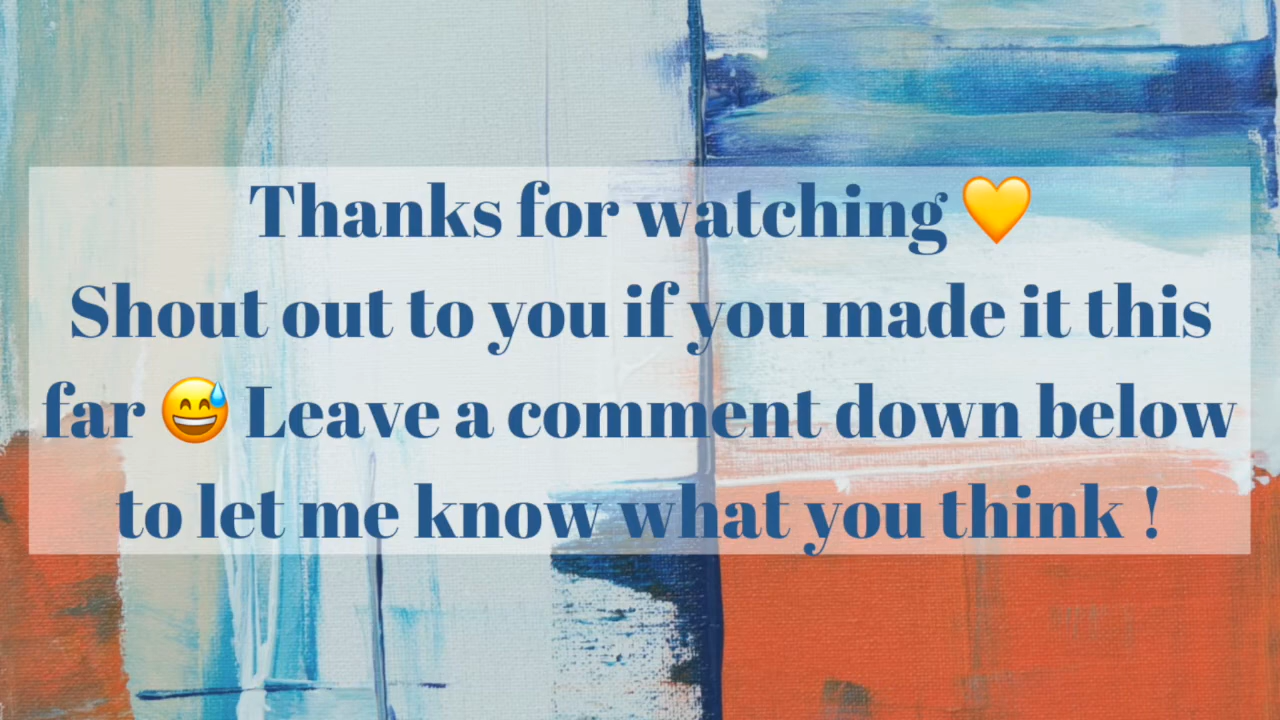 Thanks for watching 💛
Shout out to you if you made it this
far 😅 Leave a comment down below
to let me know what you think !